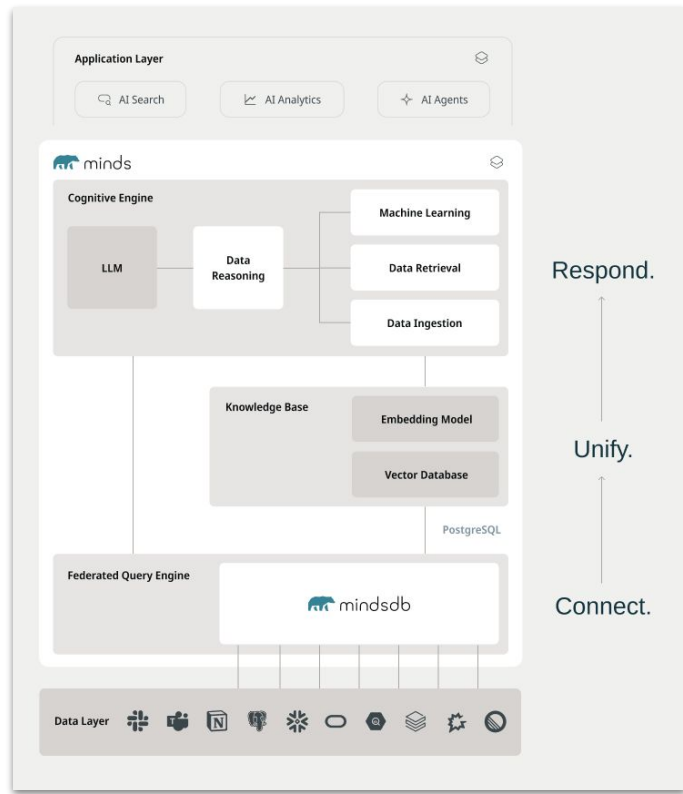 Application Layer
AI Search
AI Analytics
AI Agents
minds
Cognitive Engine
LLM
Data
Reasoning
Machine Learning
Data Retrieval
Data Ingestion
Respond.
Knowledge Base
Embedding Model
Vector Database
Unify.
PostgreSQL
Federated Query Engine
mindsdb
Connect.
Data Layer